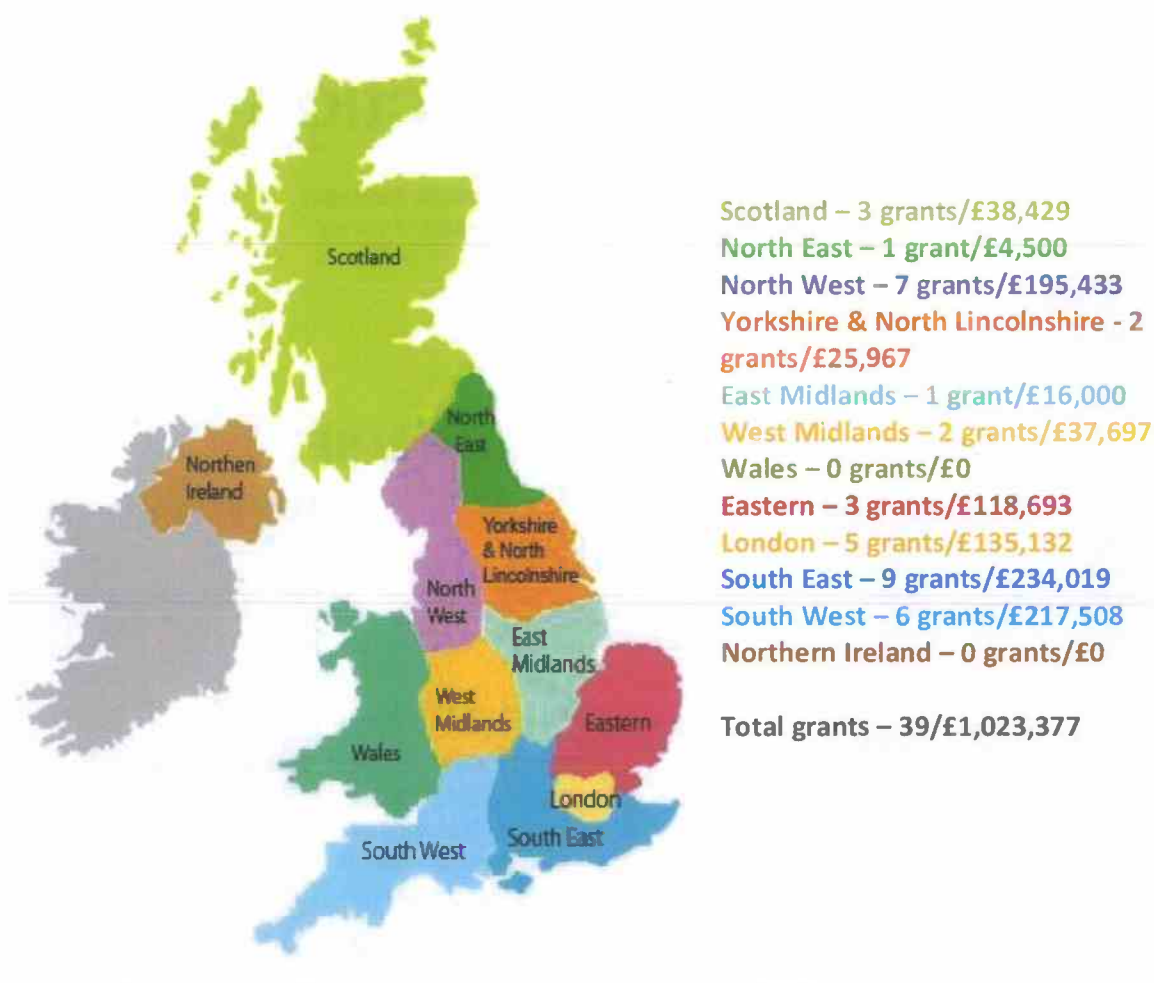 Scotland
North
East
Northen
Ireland
Yorkshire
& North
Lincolnshire
North
West
East
Midlands
West
Midlands
Eastern
Wales
London
South East
South West
Scotland – 3 grants/£38,429
North East – 1 grant/£4,500
North West – 7 grants/£195,433
Yorkshire & North Lincolnshire - 2
grants/£25,967
East Midlands – 1 grant/£16,000
West Midlands – 2 grants/£37,697
Wales – 0 grants/£0
Eastern – 3 grants/£118,693
London – 5 grants/£135,132
South East – 9 grants/£234,019
South West – 6 grants/£217,508
Northern Ireland – 0 grants/£0
Total grants – 39/£1,023,377